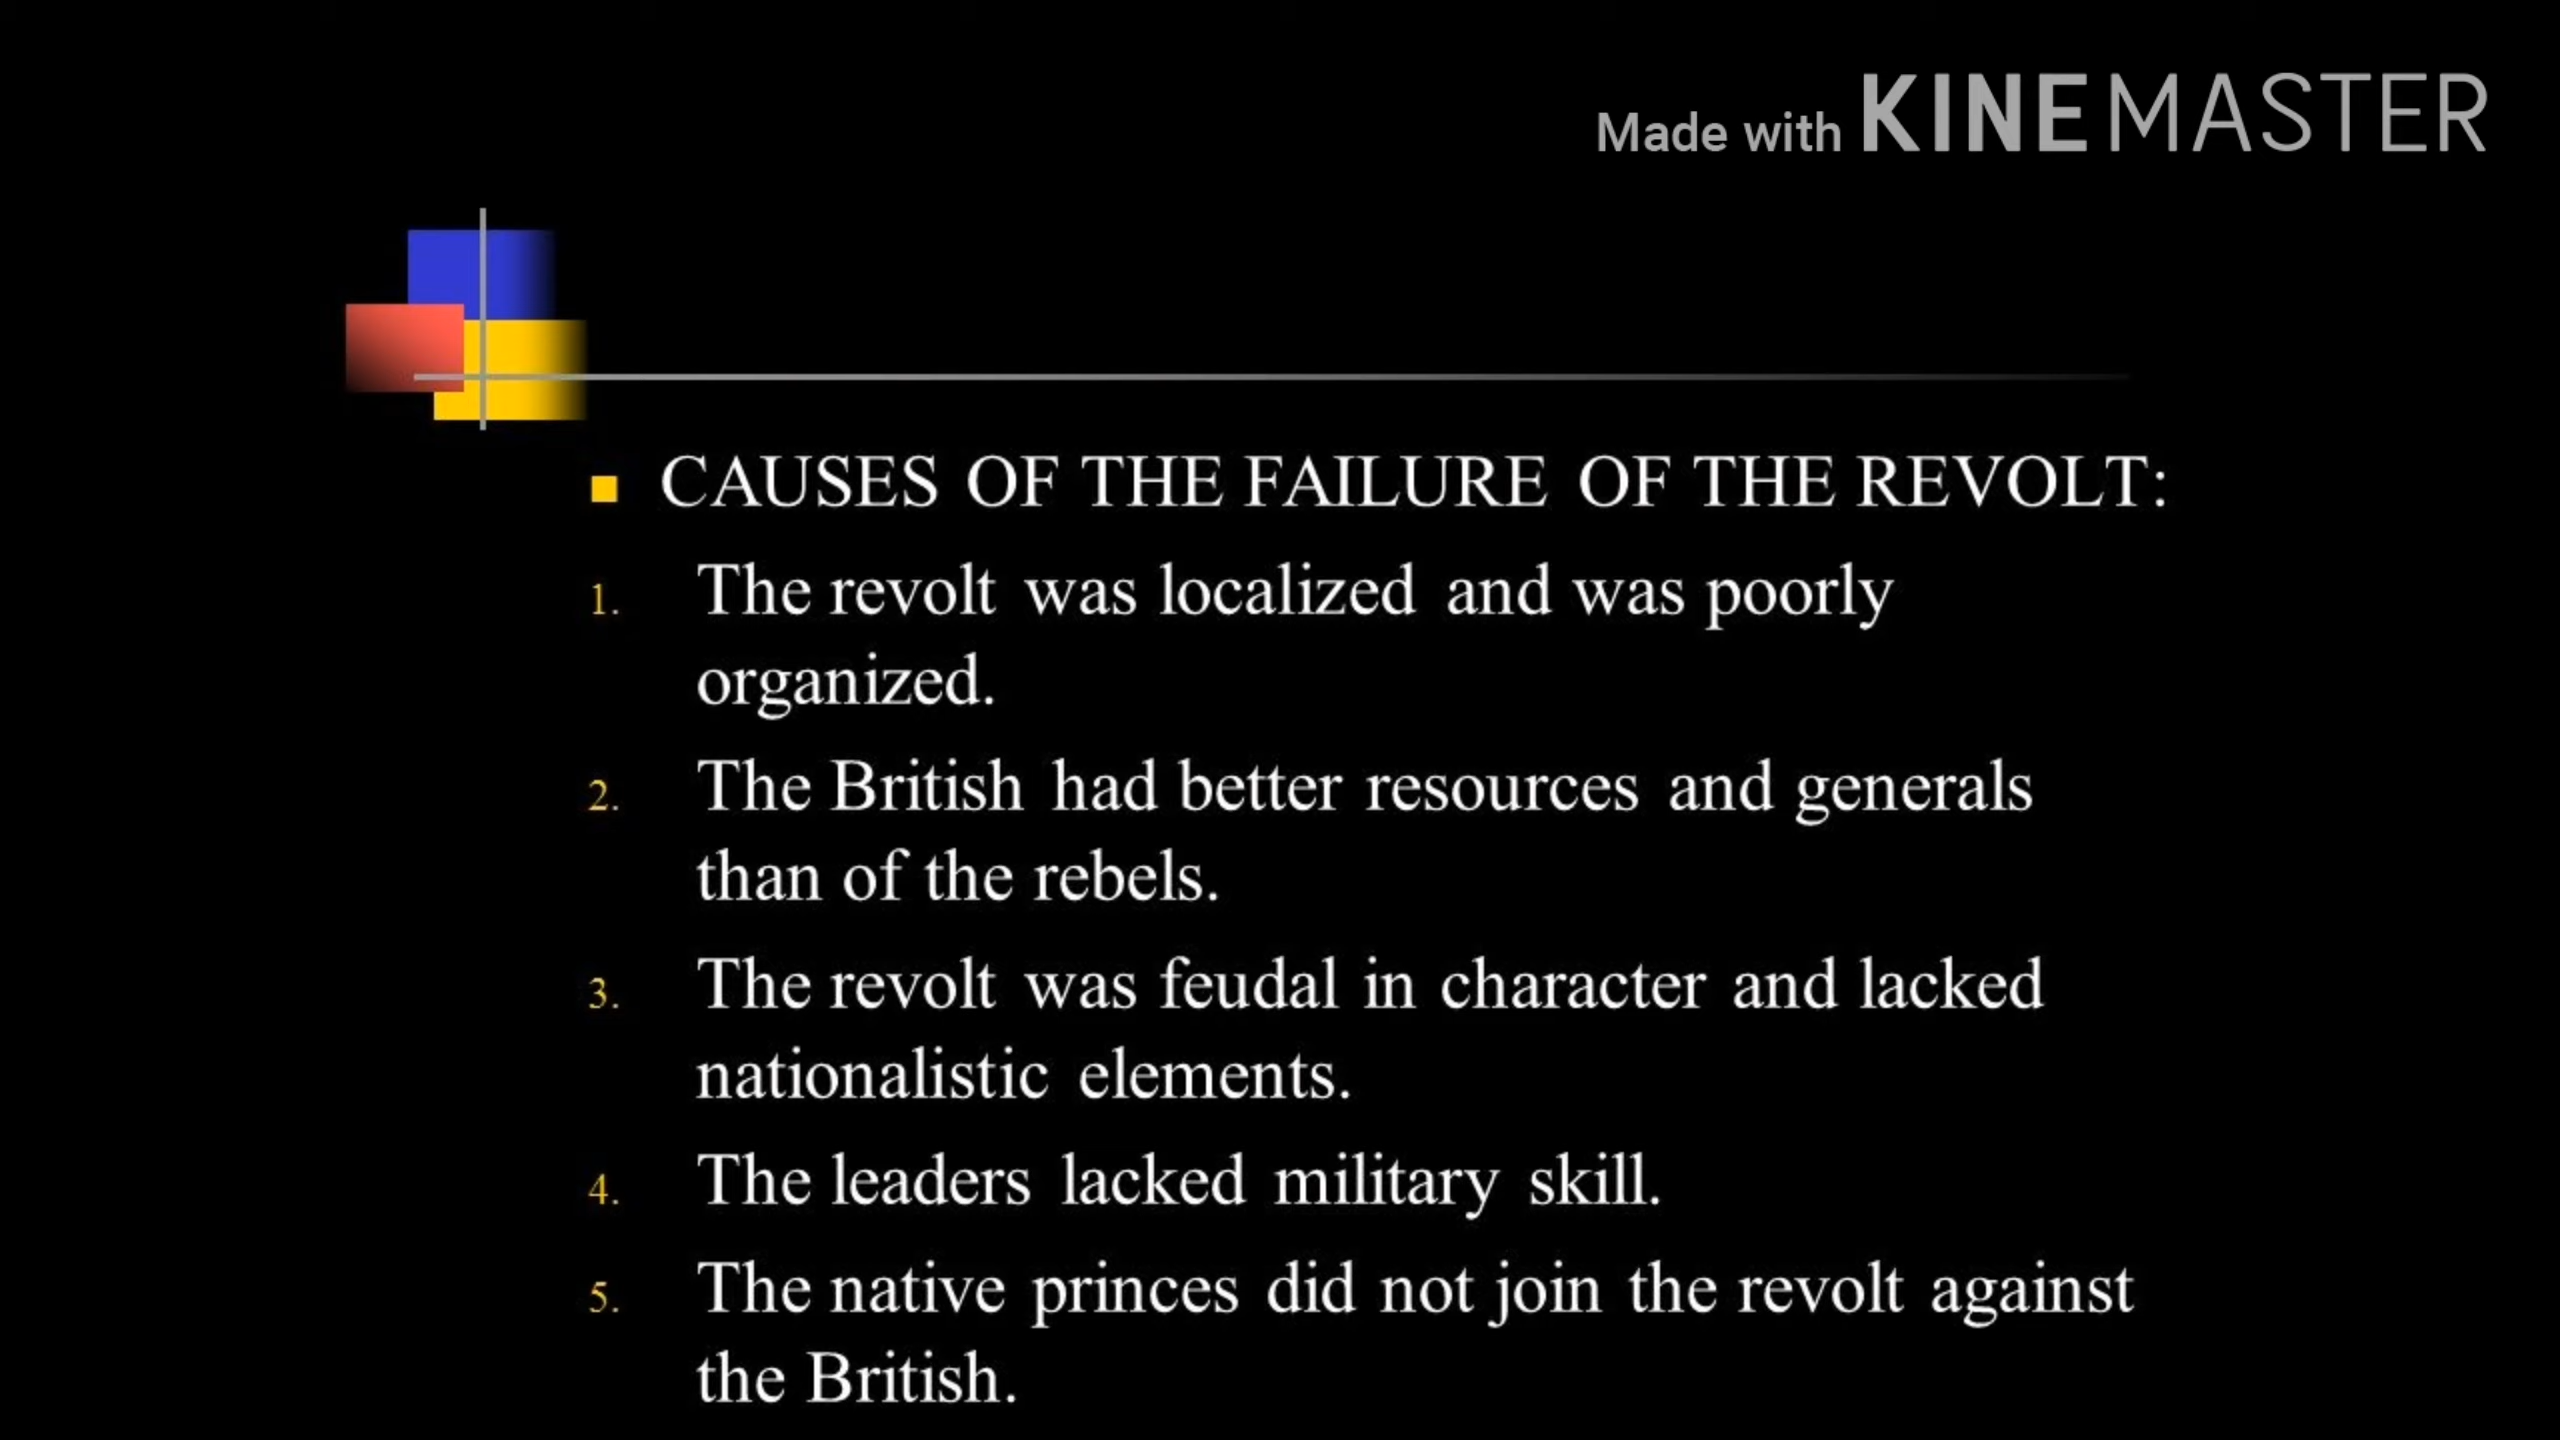 Made with KINEMASTER
CAUSES OF THE FAILURE OF THE REVOLT:
1. The revolt was localized and was poorly
organized.
2. The British had better resources and generals
than of the rebels.
3. The revolt was feudal in character and lacked
nationalistic elements.
4. The leaders lacked military skill.
5. The native princes did not join the revolt against
the British.